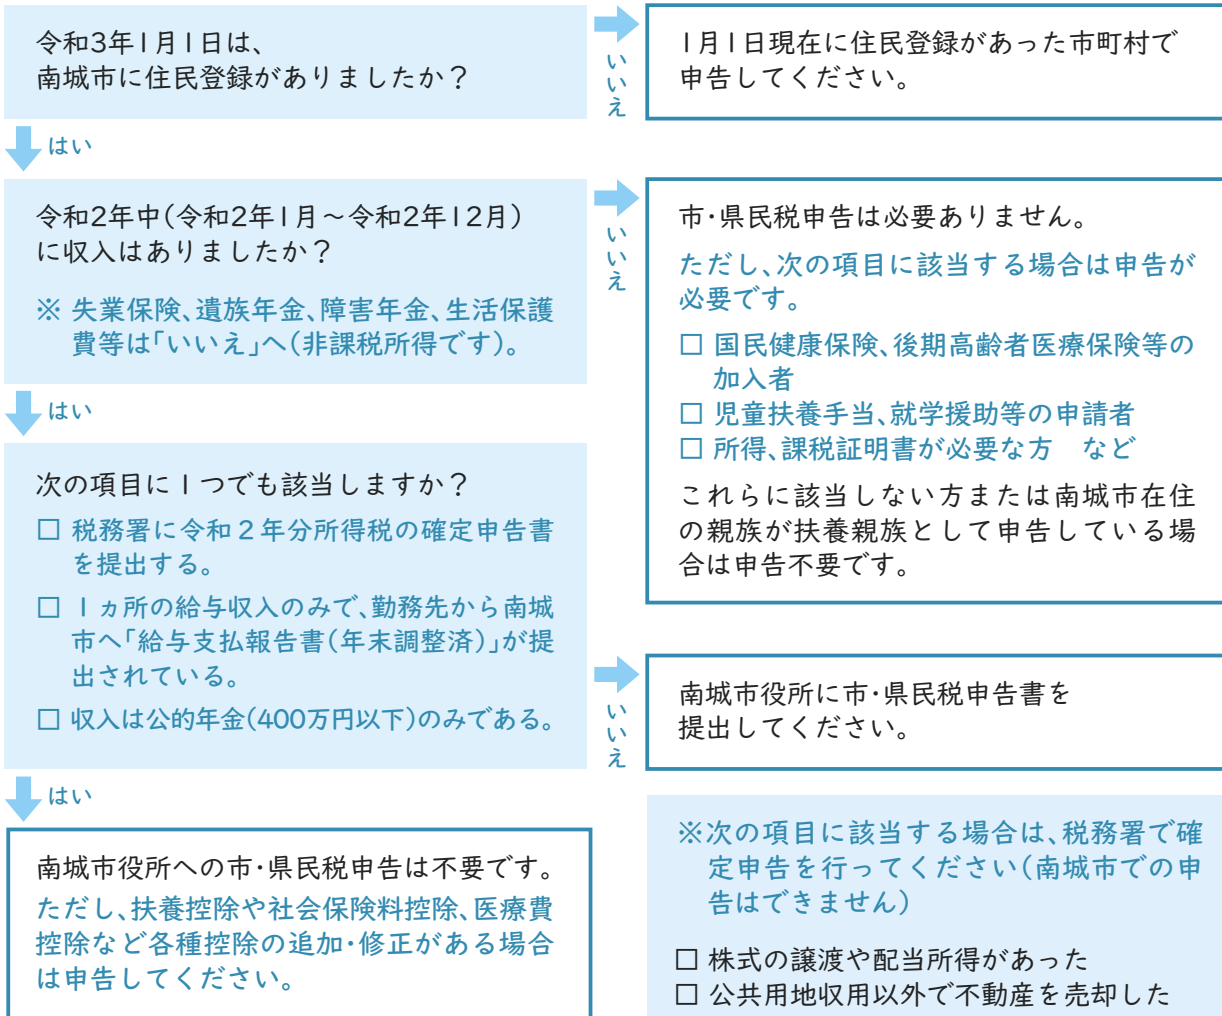 令和3年1月1日は、
南城市に住民登録がありましたか？
いいえ
1月1日現在に住民登録があった市町村で
申告してください。
はい
令和2年中(令和2年1月～令和2年12月)
に収入はありましたか？
※ 失業保険、遺族年金、障害年金、生活保護
費等は「いいえ」へ(非課税所得です)。
いいえ
市・県民税申告は必要ありません。
ただし、次の項目に該当する場合は申告が
必要です。
□ 国民健康保険、後期高齢者医療保険等の
加入者
□ 児童扶養手当、就学援助等の申請者
□ 所得、課税証明書が必要な方　など
これらに該当しない方または南城市在住
の親族が扶養親族として申告している場
合は申告不要です。
はい
次の項目に1つでも該当しますか？
□ 税務署に令和２年分所得税の確定申告書
を提出する。
□ 1ヵ所の給与収入のみで、勤務先から南城
市へ「給与支払報告書(年末調整済)」が提
出されている。
□ 収入は公的年金(400万円以下)のみである。
いいえ
南城市役所に市・県民税申告書を
提出してください。
はい
南城市役所への市・県民税申告は不要です。
ただし、扶養控除や社会保険料控除、医療費
控除など各種控除の追加・修正がある場合
は申告してください。
※次の項目に該当する場合は、税務署で確
定申告を行ってください(南城市での申
告はできません)
□ 株式の譲渡や配当所得があった
□ 公共用地収用以外で不動産を売却した